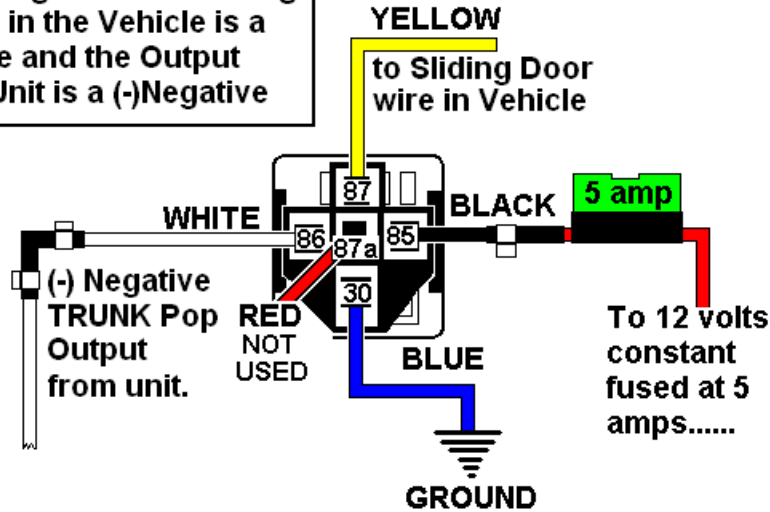 in the Vehicle is a
e and the Output
Unit is a (-)Negative
YELLOW
to Sliding Door
wire in Vehicle
87
5 amp
BLACK
WHITE
86
87a
85
(-) Negative
TRUNK Pop
Output
from unit.
RED
NOT
USED
30
BLUE
To 12 volts
constant
fused at 5
amps......
GROUND